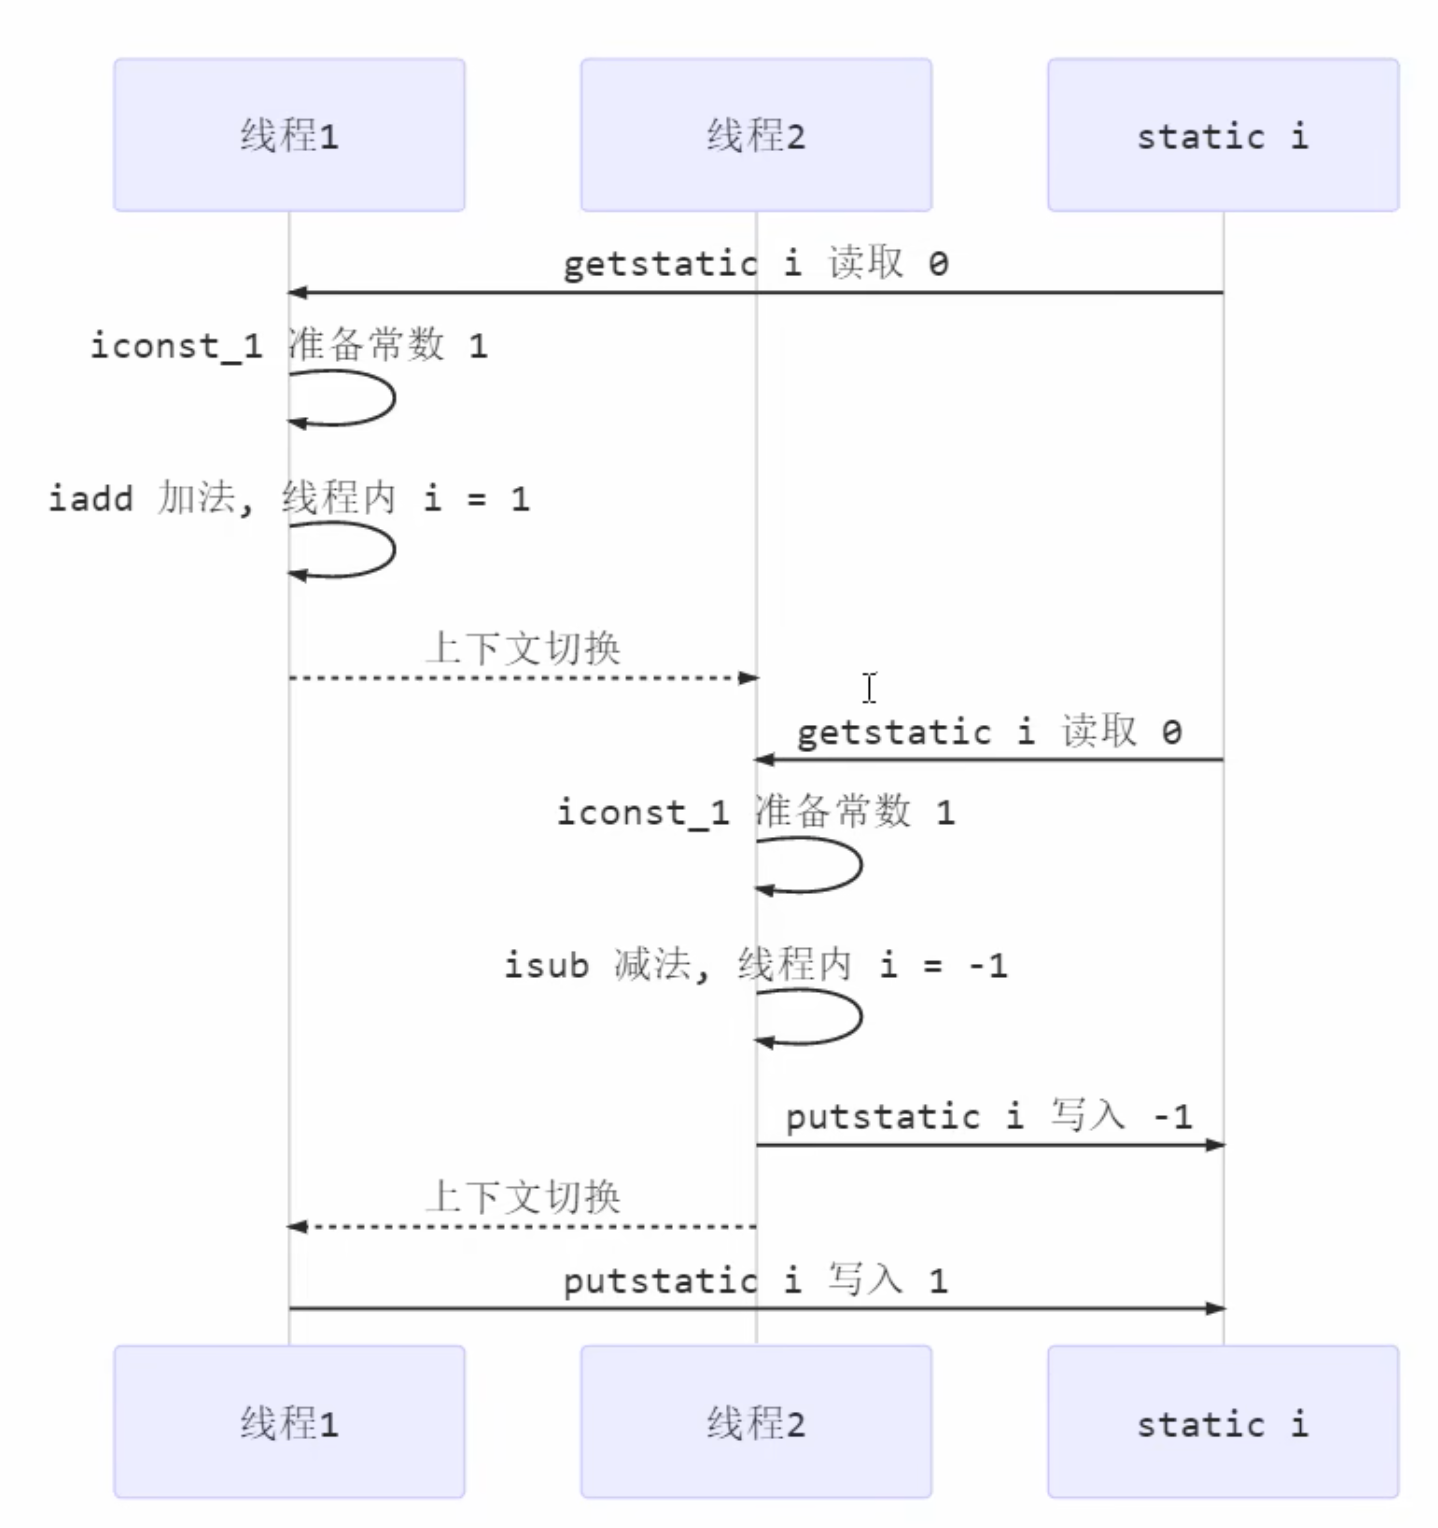 线程1
线程2
static i
getstatic i 读取 0
iconst_1 准备常数 1
iadd 加法, 线程内 i = 1
上下文切换
getstatic i 读取 0
iconst_1 准备常数 1
isub 减法, 线程内 i = -1
putstatic i 写入 -1
上下文切换
putstatic i 写入 1
线程1
线程2
static i